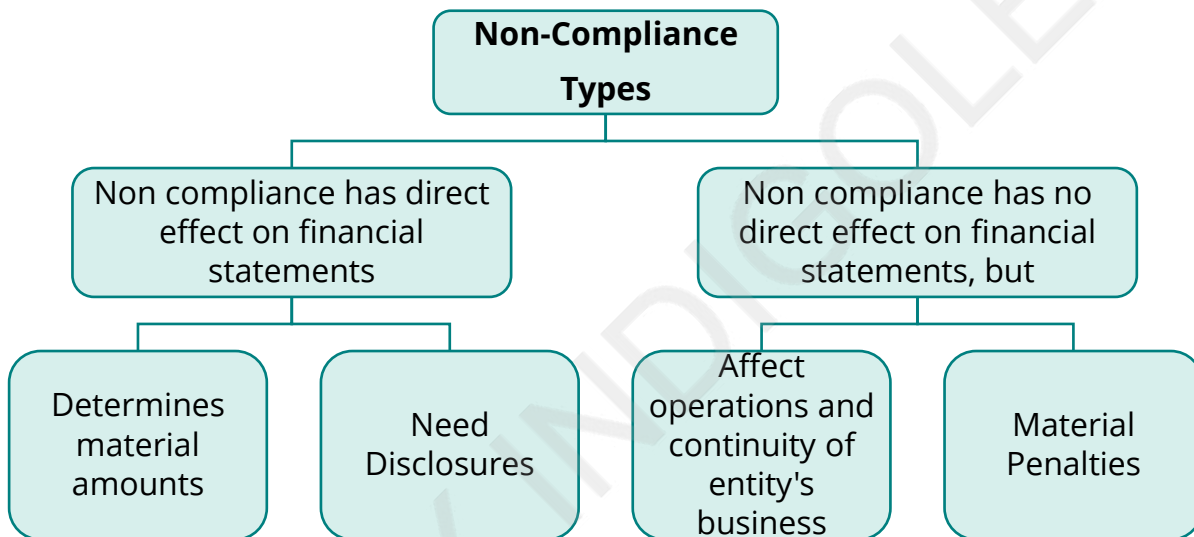 Non-Compliance
Types
Non compliance has direct
effect on financial
statements
Non compliance has no
direct effect on financial
statements, but
Determines
material
amounts
Need
Disclosures
Affect
operations and
continuity of
entity's
business
Material
Penalties